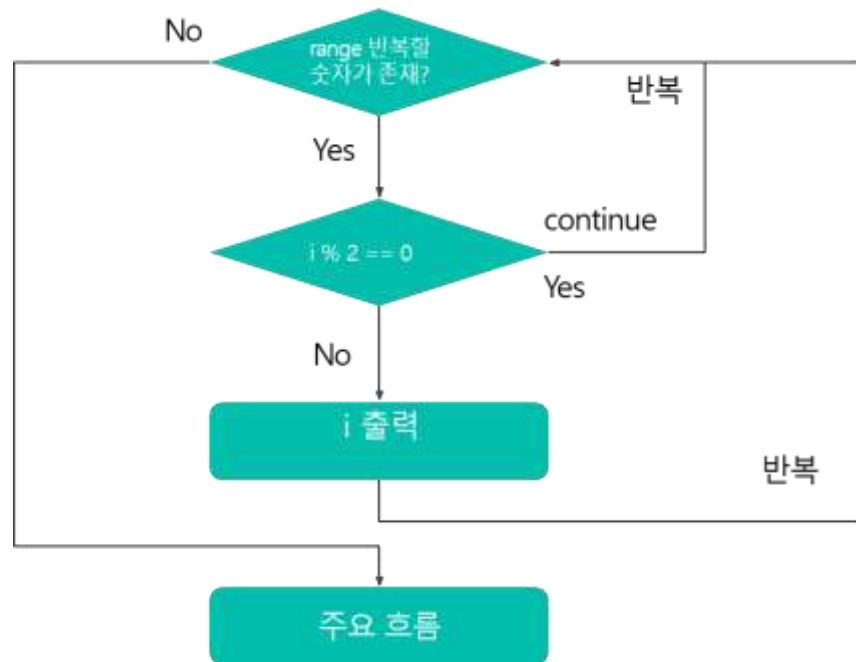 No
range 반복할
숫자가 존재?
반복
Yes
continue
i % 2 == 0
Yes
No
i 출력
반복
주요 흐름